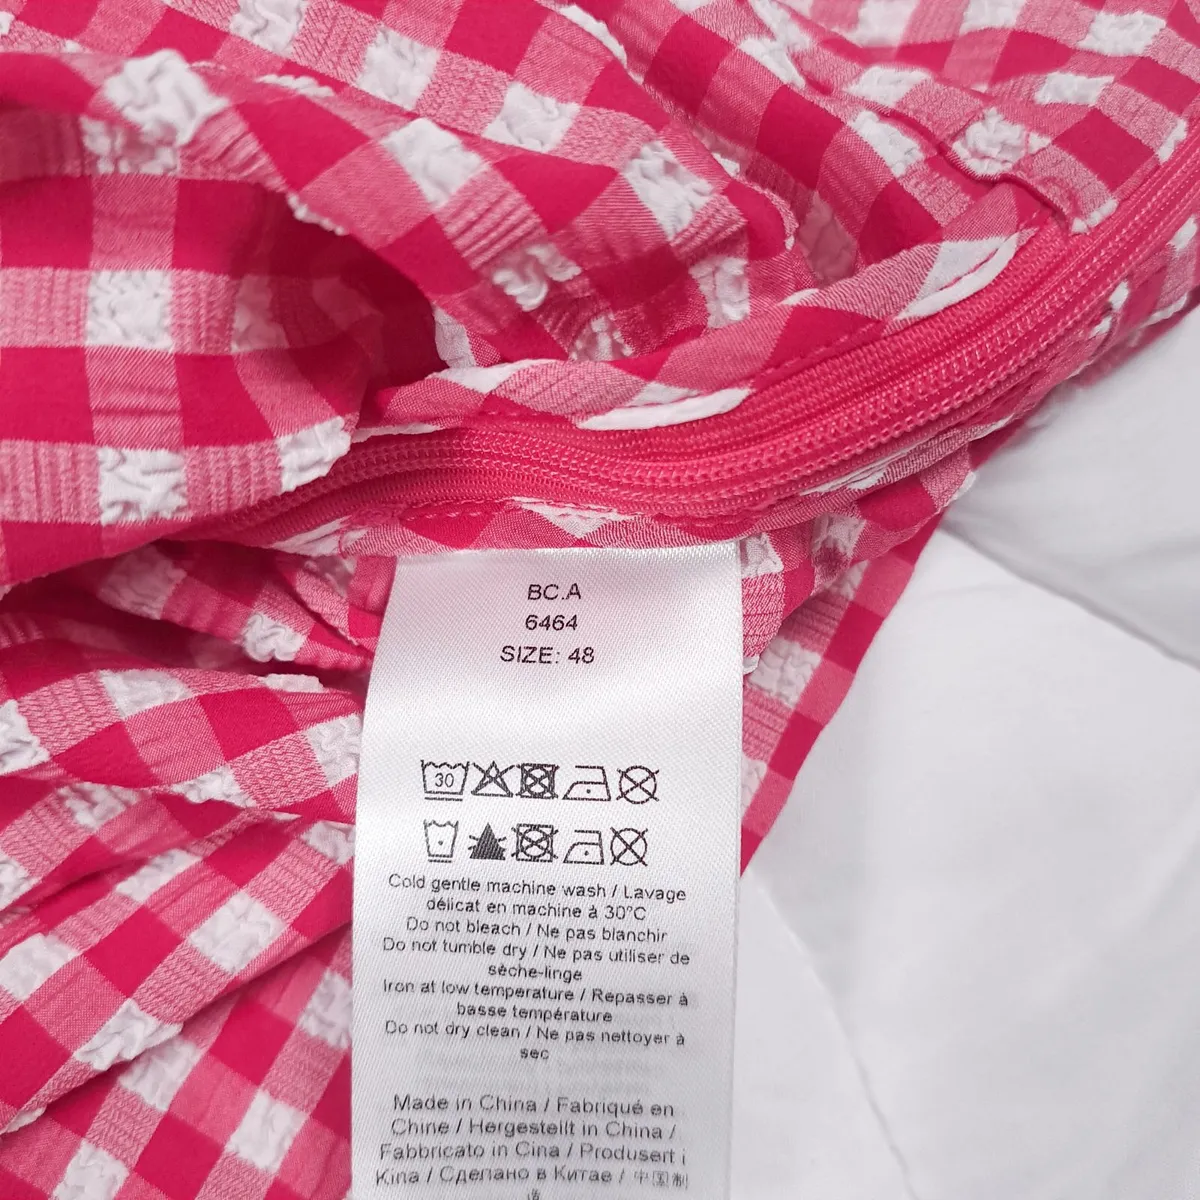 BC.A
6464
SIZE: 48
30
Cold gentle machine wash / Lavage
délicat en machine à 30°C
Do not bleach / Ne pas blanchir
Do not tumble dry / Ne pas utiliser de
sèche-linge
Iron at low temperature / Repasser à
basse température
Do not dry clean / Ne pas nettoyer à
sec
Made in China / Fabriqué en
Chine / Hergestellt in China /
Fabbricato in Cina / Produsert i
Kina / Сделано в Китае / 中国制
造